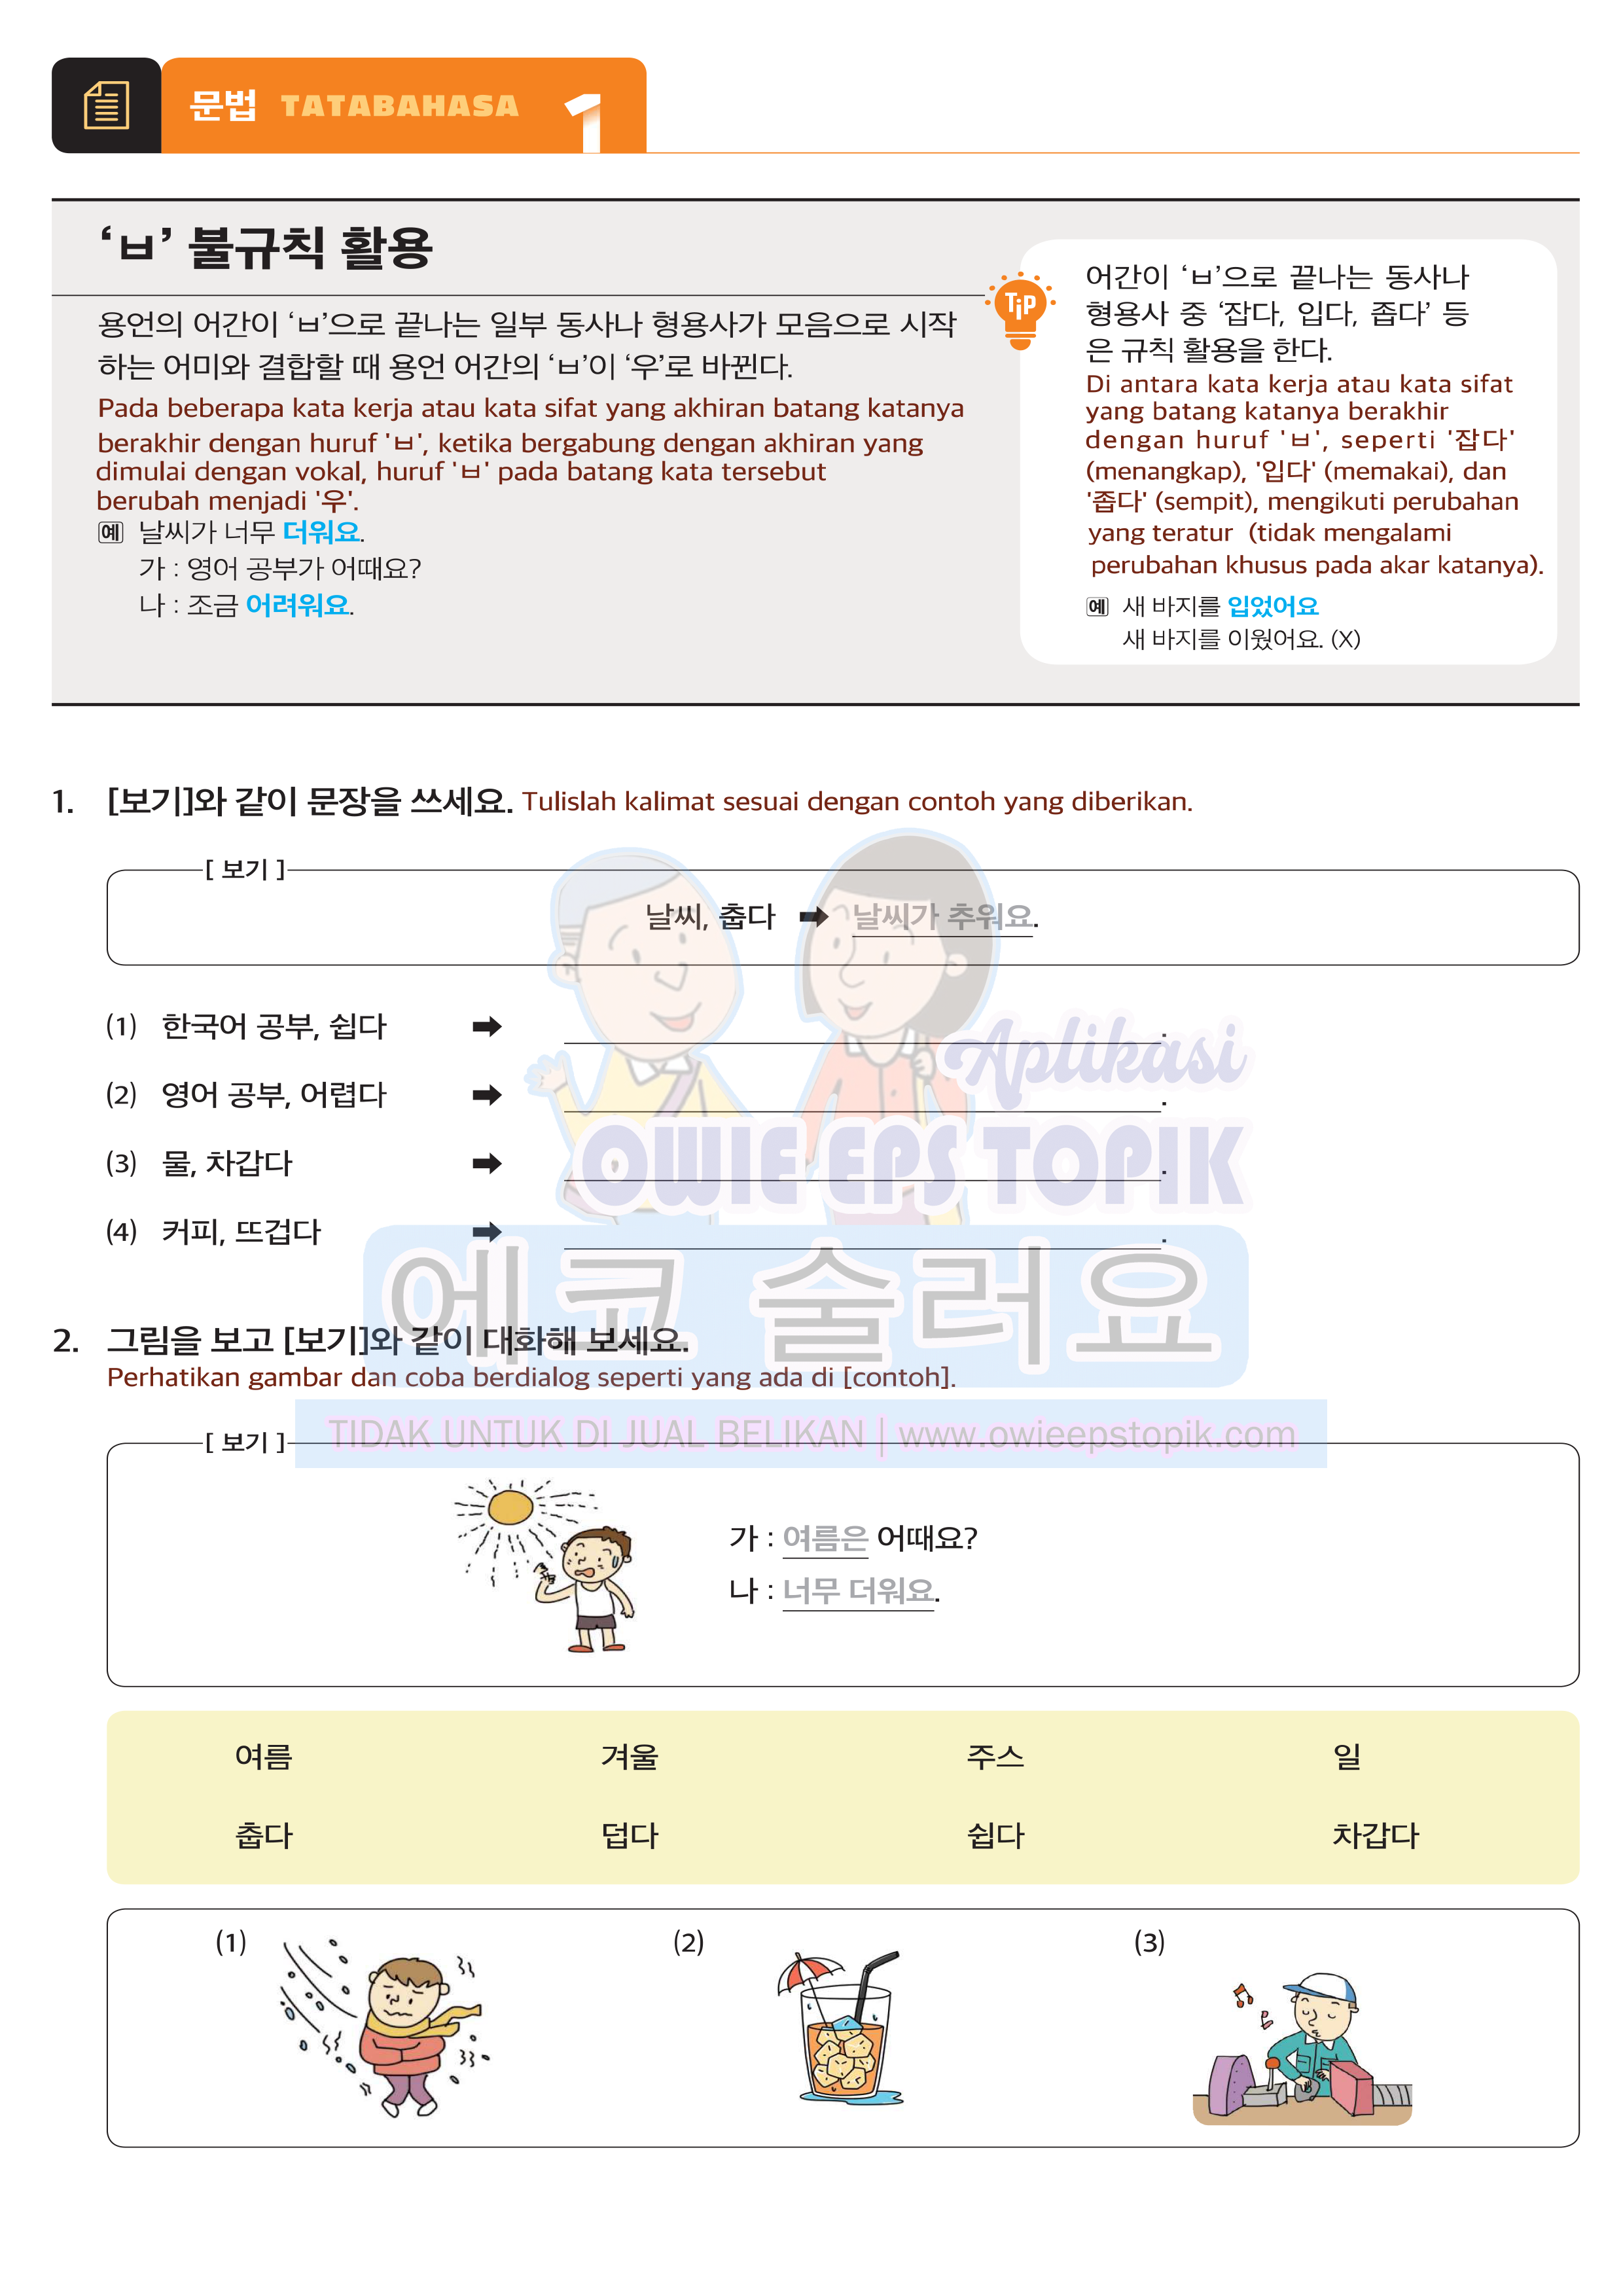 문법 TATABAHASA 1
‘ㅂ’ 불규칙 활용
용언의 어간이 ‘ㅂ’으로 끝나는 일부 동사나 형용사가 모음으로 시작
하는 어미와 결합할 때 용언 어간의 ‘ㅂ’이 ‘우’로 바뀐다.
Pada beberapa kata kerja atau kata sifat yang akhiran batang katanya
berakhir dengan huruf 'ㅂ', ketika bergabung dengan akhiran yang
dimulai dengan vokal, huruf 'ㅂ' pada batang kata tersebut
berubah menjadi '우'.
예 날씨가 너무 더워요.
가 : 영어 공부가 어때요?
나 : 조금 어려워요.
Tip
어간이 ‘ㅂ’으로 끝나는 동사나
형용사 중 ‘잡다, 입다, 좁다’ 등
은 규칙 활용을 한다.
Di antara kata kerja atau kata sifat
yang batang katanya berakhir
dengan huruf 'ㅂ', seperti '잡다'
(menangkap), '입다' (memakai), dan
'좁다' (sempit), mengikuti perubahan
yang teratur (tidak mengalami
perubahan khusus pada akar katanya).
예 새 바지를 입었어요
새 바지를 이웠어요. (X)
1. [보기]와 같이 문장을 쓰세요. Tulislah kalimat sesuai dengan contoh yang diberikan.
[ 보기 ]
날씨, 춥다 ➡ 날씨가 추워요.
(1) 한국어 공부, 쉽다 ➡ .
(2) 영어 공부, 어렵다 ➡ .
(3) 물, 차갑다 ➡ .
(4) 커피, 뜨겁다 ➡ .
Aplikasi
OWIE EPS TOPIK
에코 술러요
2. 그림을 보고 [보기]와 같이 대화해 보세요.
Perhatikan gambar dan coba berdialog seperti yang ada di [contoh].
TIDAK UNTUK DI JUAL BELIKAN | www.owieepstopik.com
[ 보기 ]
가 : 여름은 어때요?
나 : 너무 더워요.
여름 겨울 주스 일
춥다 덥다 쉽다 차갑다
(1) (2) (3)